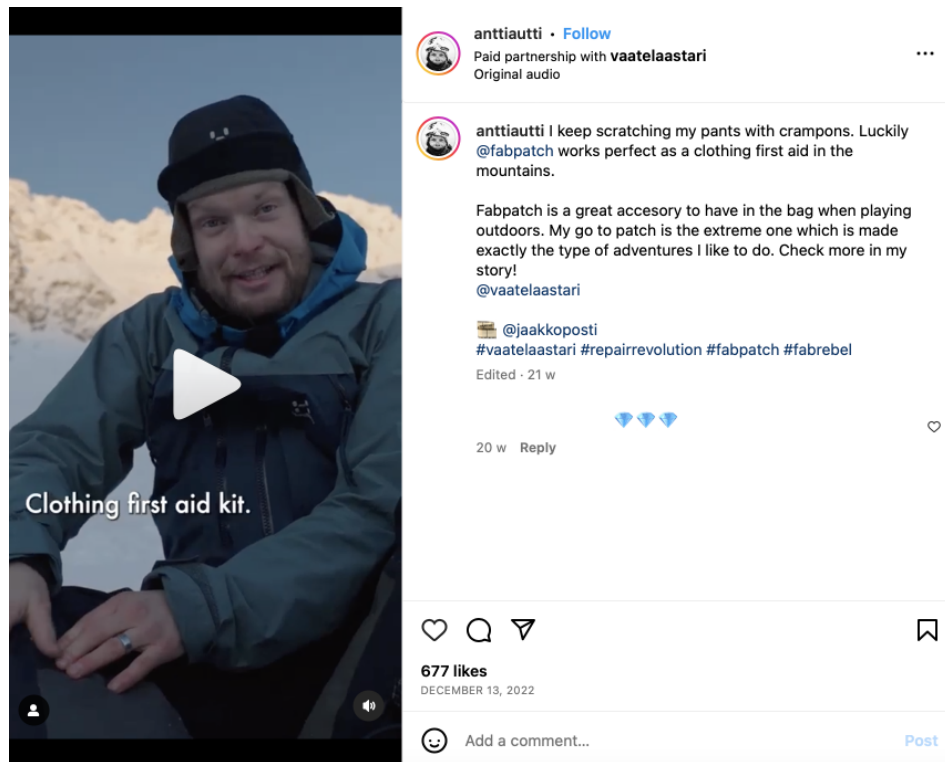 anttiautti • Follow
Paid partnership with vaatelaastari
Original audio
anttiautti I keep scratching my pants with crampons. Luckily
@fabpatch works perfect as a clothing first aid in the
mountains.
Fabpatch is a great accesory to have in the bag when playing
outdoors. My go to patch is the extreme one which is made
exactly the type of adventures I like to do. Check more in my
story!
@vaatelaastari
@jaakkoposti
#vaatelaastari #repairrevolution #fabpatch #fabrebel
Edited · 21 w
20 w Reply
Clothing first aid kit.
677 likes
DECEMBER 13, 2022
Add a comment...
Post